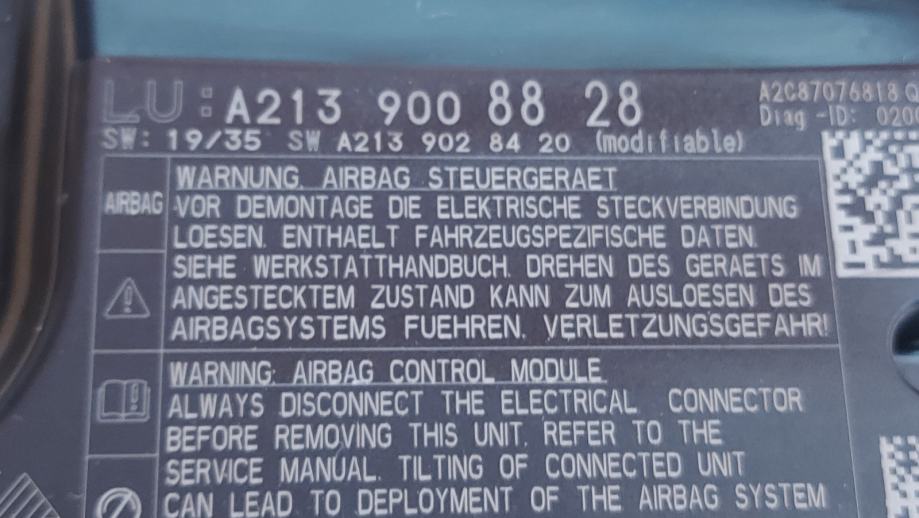 LU: A213 900 88 28
A2C87076818
Diag -ID: 020
SW: 19/35 SW A213 902 84 20 (modifiable)
WARNUNG. AIRBAG STEUERGERAET
AIRBAG
VOR DEMONTAGE DIE ELEKTRISCHE STECKVERBINDUNG
LOESEN. ENTHAELT FAHRZEUGSPEZIFISCHE DATEN.
SIEHE WERKSTATTHANDBUCH. DREHEN DES GERAETS IM
ANGESTECKTEM ZUSTAND KANN ZUM AUSLOESEN DES
AIRBAGSYSTEMS FUEHREN. VERLETZUNGSGEFAHR!
WARNING: AIRBAG CONTROL MODULE
ALWAYS DISCONNECT THE ELECTRICAL CONNECTOR
BEFORE REMOVING THIS UNIT. REFER TO THE
SERVICE MANUAL. TILTING OF CONNECTED UNIT
CAN LEAD TO DEPLOYMENT OF THE AIRBAG SYSTEM